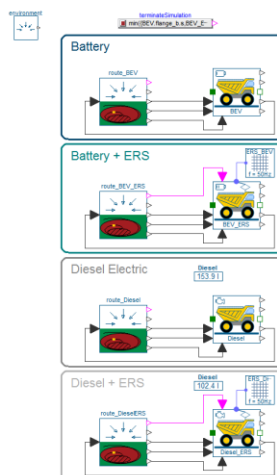 environment
terminateSimulation
min(BEV.flange_b.s,BEV_E~
Battery
route_BEV
BEV
Battery + ERS
ERS_BEV
route_BEV_ERS
f = 50Hz
BEV_ERS
Diesel Electric
Diesel
153.9 l
route_Diesel
Diesel
Diesel + ERS
Diesel
102.4 l
ERS_Di~
route_DieselERS
f = 50Hz
Diesel_ERS